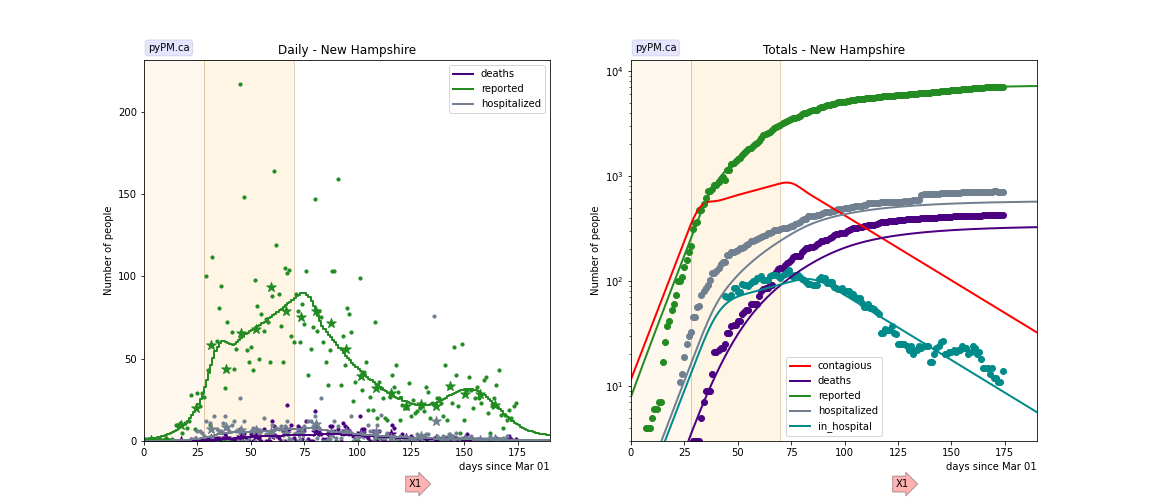 pyPM.ca
Daily - New Hampshire
Number of people
200
150
100
50
0
deaths
reported
hospitalized
0 25 50 75 100 125 150 175
days since Mar 01
X1
pyPM.ca
Totals - New Hampshire
Number of people
10⁴
10³
10²
10¹
contagious
deaths
reported
hospitalized
in_hospital
0 25 50 75 100 125 150 175
days since Mar 01
X1